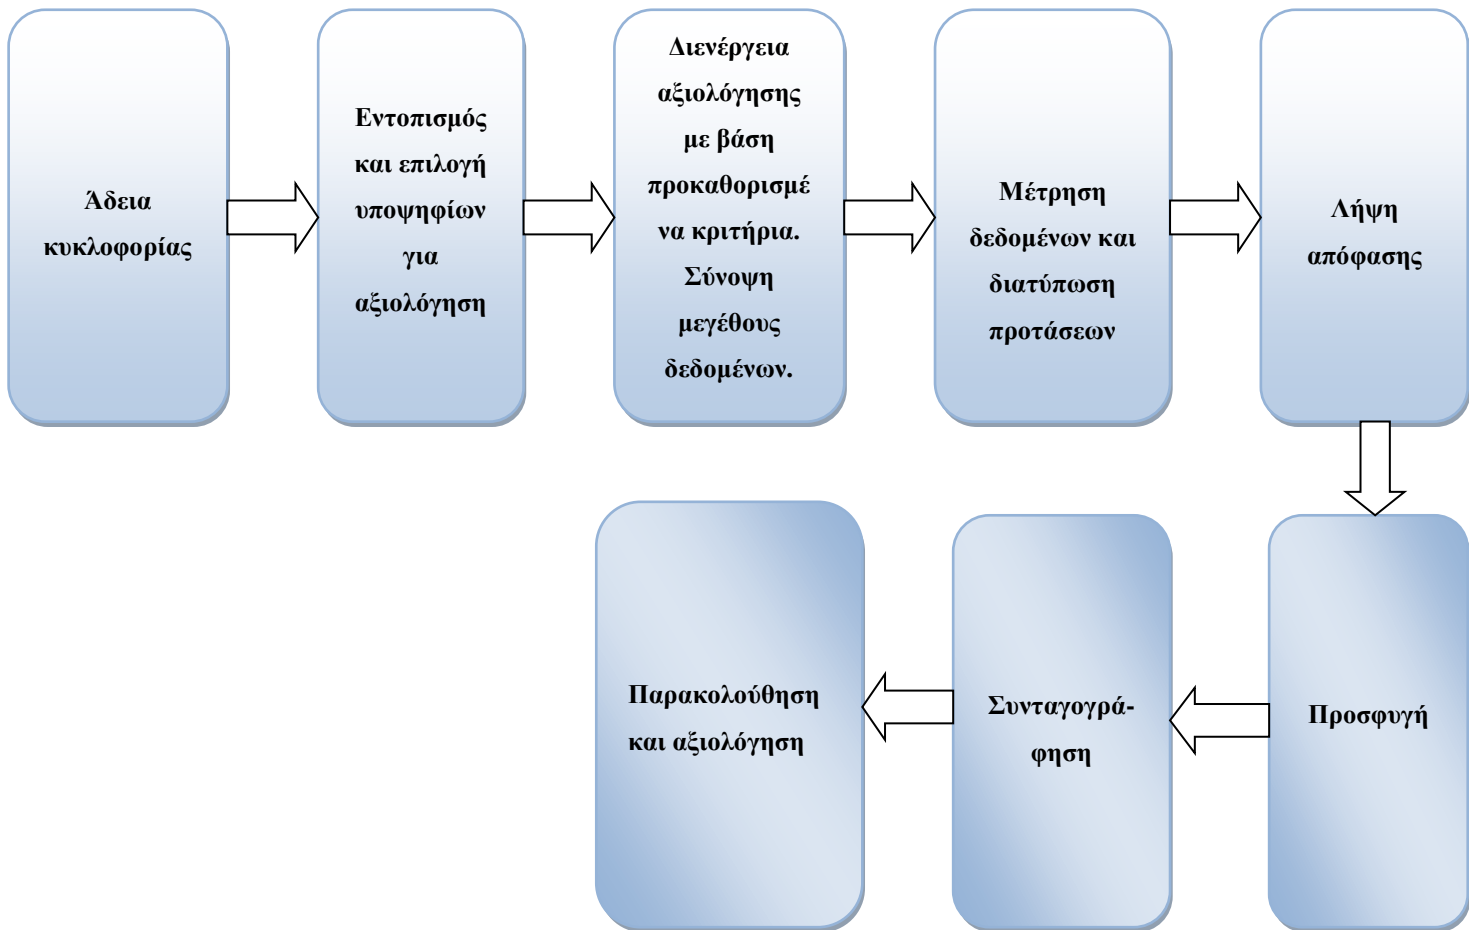 Άδεια
κυκλοφορίας
Εντοπισμός
και επιλογή
υποψηφίων
για
αξιολόγηση
Διενέργεια
αξιολόγησης
με βάση
προκαθορισμέ
να κριτήρια.
Σύνοψη
μεγέθους
δεδομένων.
Μέτρηση
δεδομένων και
διατύπωση
προτάσεων
Λήψη
απόφασης
Προσφυγή
Συνταγογρά-
φηση
Παρακολούθηση
και αξιολόγηση